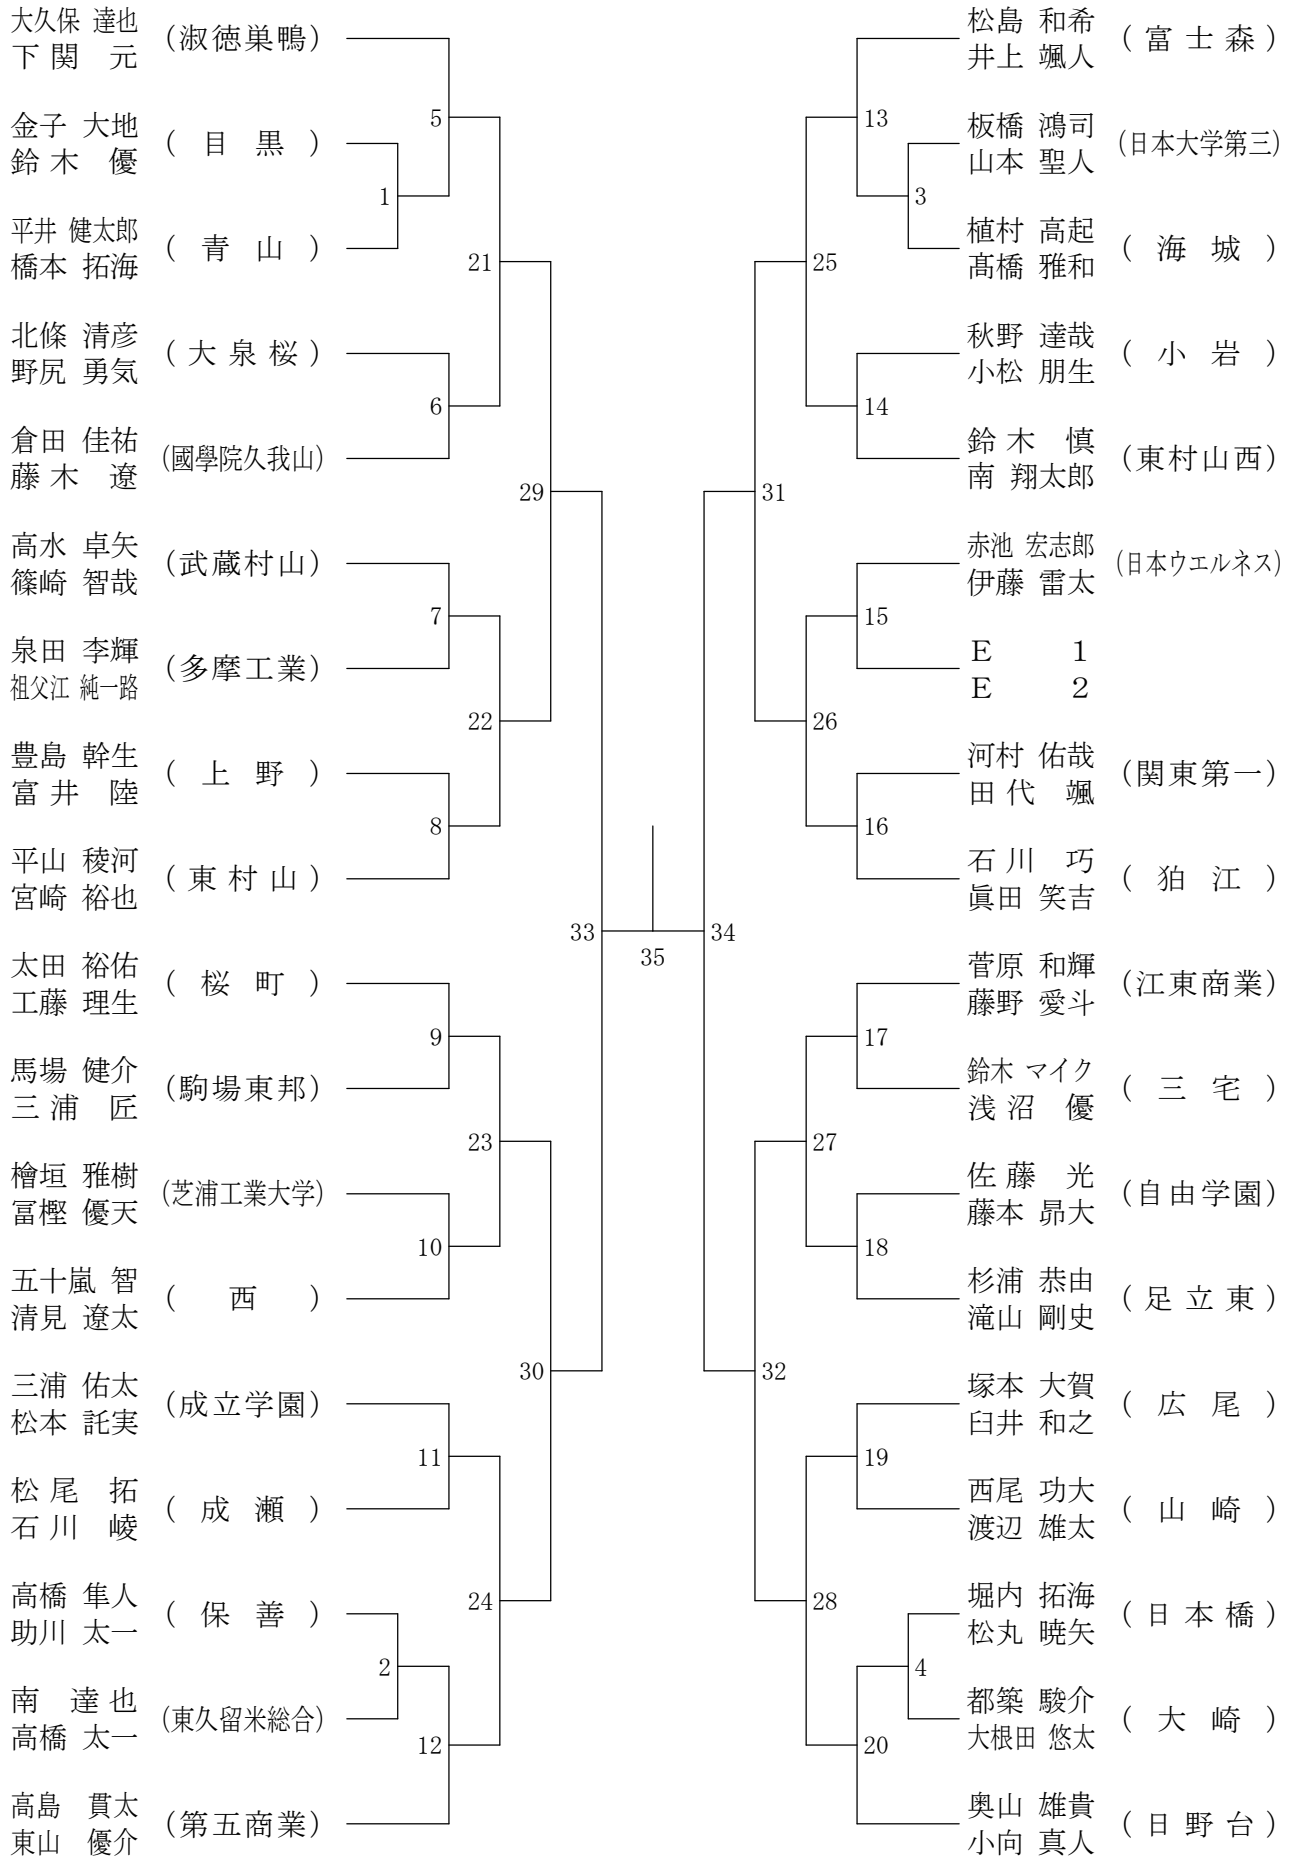 大久保 達也
下関 元
(淑徳巣鴨)
金子 大地
鈴木 優
(目黒)
平井 健太郎
橋本 拓海
(青山)
北條 清彦
野尻 勇気
(大泉桜)
倉田 佳祐
藤木 遼
(國學院久我山)
高水 卓矢
篠崎 智哉
(武蔵村山)
泉田 李輝
祖父江 純一路
(多摩工業)
豊島 幹生
富井 陸
(上野)
平山 稜河
宮崎 裕也
(東村山)
太田 裕佑
工藤 理生
(桜町)
馬場 健介
三浦 匠
(駒場東邦)
檜垣 雅樹
冨樫 優天
(芝浦工業大学)
五十嵐 智
清見 遼太
(西)
三浦 佑太
松本 託実
(成立学園)
松尾 拓
石川 崚
(成瀬)
高橋 隼人
助川 太一
(保善)
南 達也
高橋 太一
(東久留米総合)
高島 貫太
東山 優介
(第五商業)
1
2
5
6
7
8
9
10
11
12
21
22
23
24
29
30
33
35
34
31
32
25
26
27
28
13
14
15
16
17
18
19
20
3
4
松島 和希
井上 颯人
(富士森)
板橋 鴻司
山本 聖人
(日本大学第三)
植村 高起
髙橋 雅和
(海城)
秋野 達哉
小松 朋生
(小岩)
鈴木 慎
南 翔太郎
(東村山西)
赤池 宏志郎
伊藤 雷太
(日本ウエルネス)
E 1
E 2
河村 佑哉
田代 颯
(関東第一)
石川 巧
眞田 笑吉
(狛江)
菅原 和輝
藤野 愛斗
(江東商業)
鈴木 マイク
浅沼 優
(三宅)
佐藤 光
藤本 昴大
(自由学園)
杉浦 恭由
滝山 剛史
(足立東)
塚本 大賀
臼井 和之
(広尾)
西尾 功大
渡辺 雄太
(山崎)
堀内 拓海
松丸 暁矢
(日本橋)
都築 駿介
大根田 悠太
(大崎)
奥山 雄貴
小向 真人
(日野台)